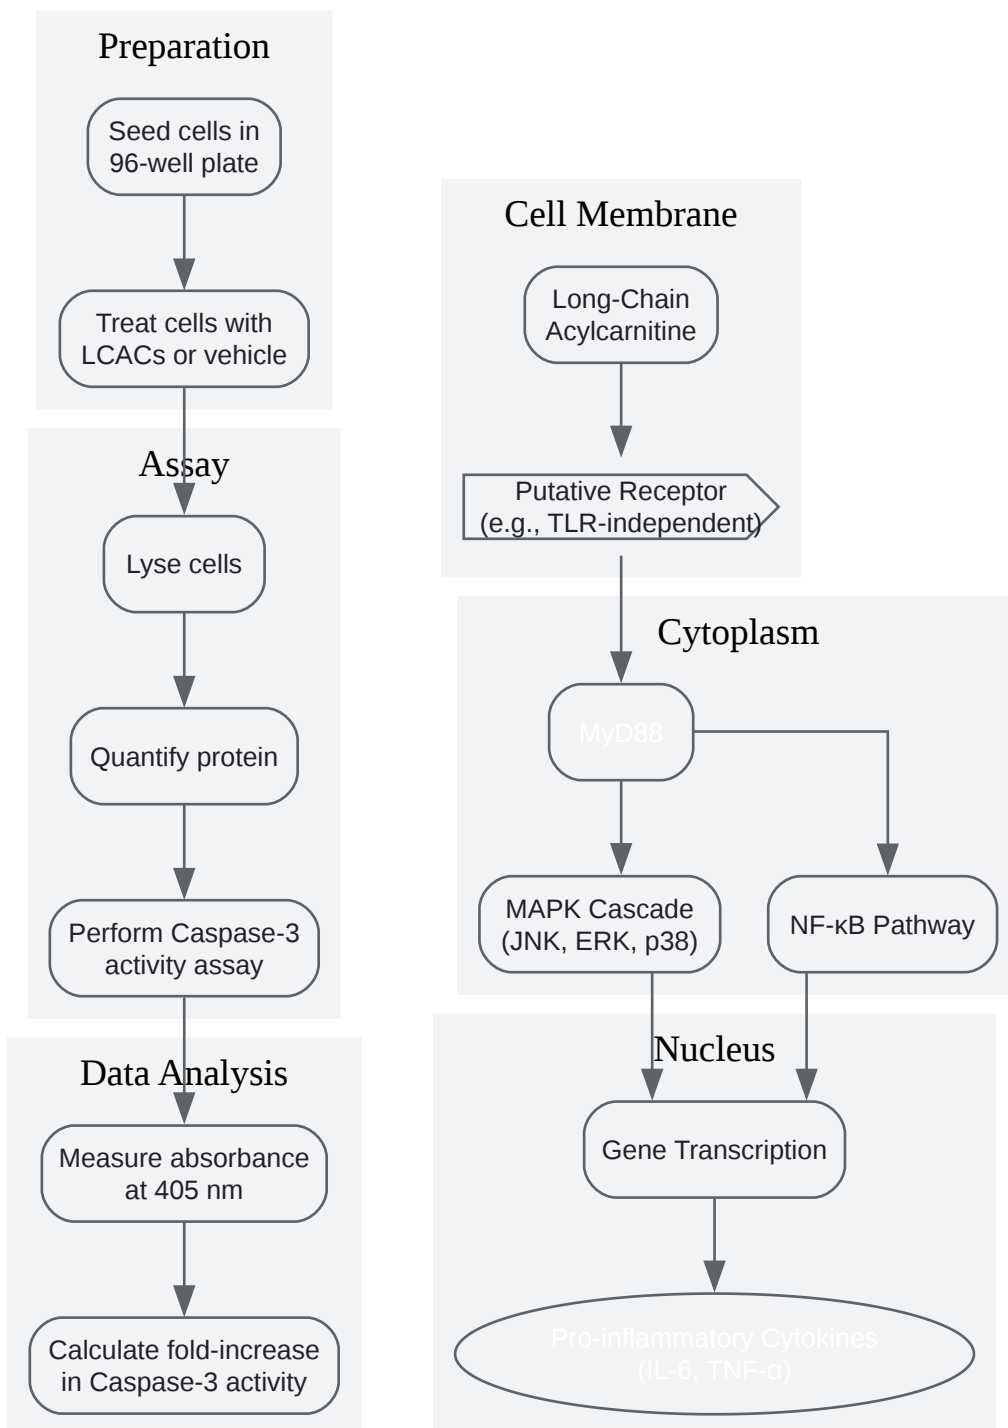 Preparation
Seed cells in
96-well plate
Treat cells with
LCACs or vehicle
Assay
Lyse cells
Quantify protein
Perform Caspase-3
activity assay
Data Analysis
Measure absorbance
at 405 nm
Calculate fold-increase
in Caspase-3 activity
Cell Membrane
Long-Chain
Acylcarnitine
Putative Receptor
(e.g., TLR-independent)
Cytoplasm
MyD88
MAPK Cascade
(JNK, ERK, p38)
NF-κB Pathway
Nucleus
Gene Transcription
Pro-inflammatory Cytokines
(IL-6, TNF-α)